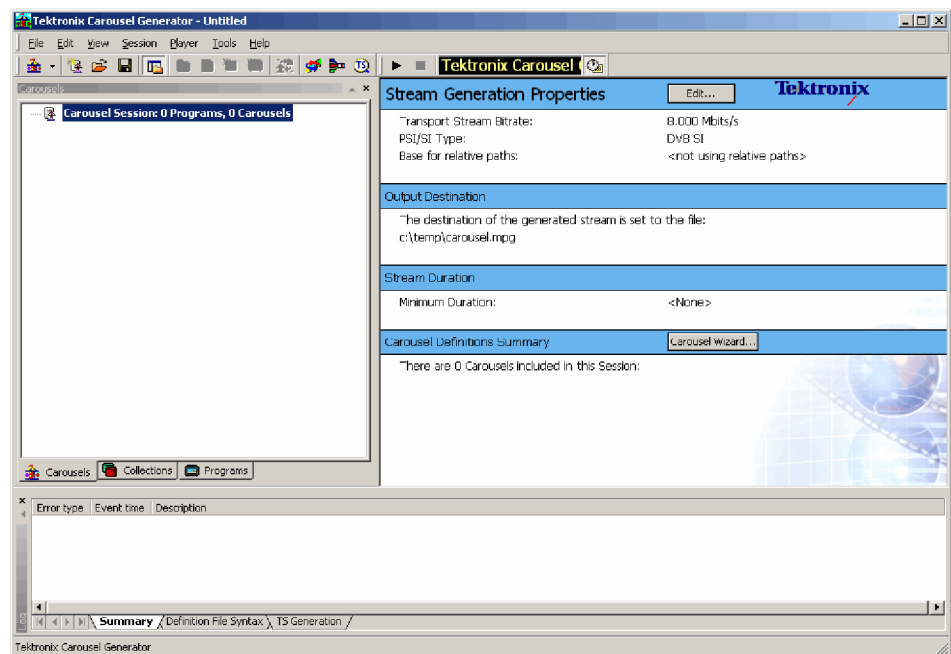 Tektronix Carousel Generator - Untitled
File Edit View Session Player Tools Help
Tektronix Carousel
Carousels
Carousel Session: 0 Programs, 0 Carousels
Carousels Collections Programs
Stream Generation Properties Edit... Tektronix
Transport Stream Bitrate: 8.000 Mbits/s
PSI/SI Type: DVB SI
Base for relative paths: <not using relative paths>
Output Destination
The destination of the generated stream is set to the file:
c:\temp\carousel.mpg
Stream Duration
Minimum Duration: <None>
Carousel Definitions Summary Carousel Wizard...
There are 0 Carousels included in this Session:
Error type Event time Description
Log
Summary Definition File Syntax TS Generation
Tektronix Carousel Generator